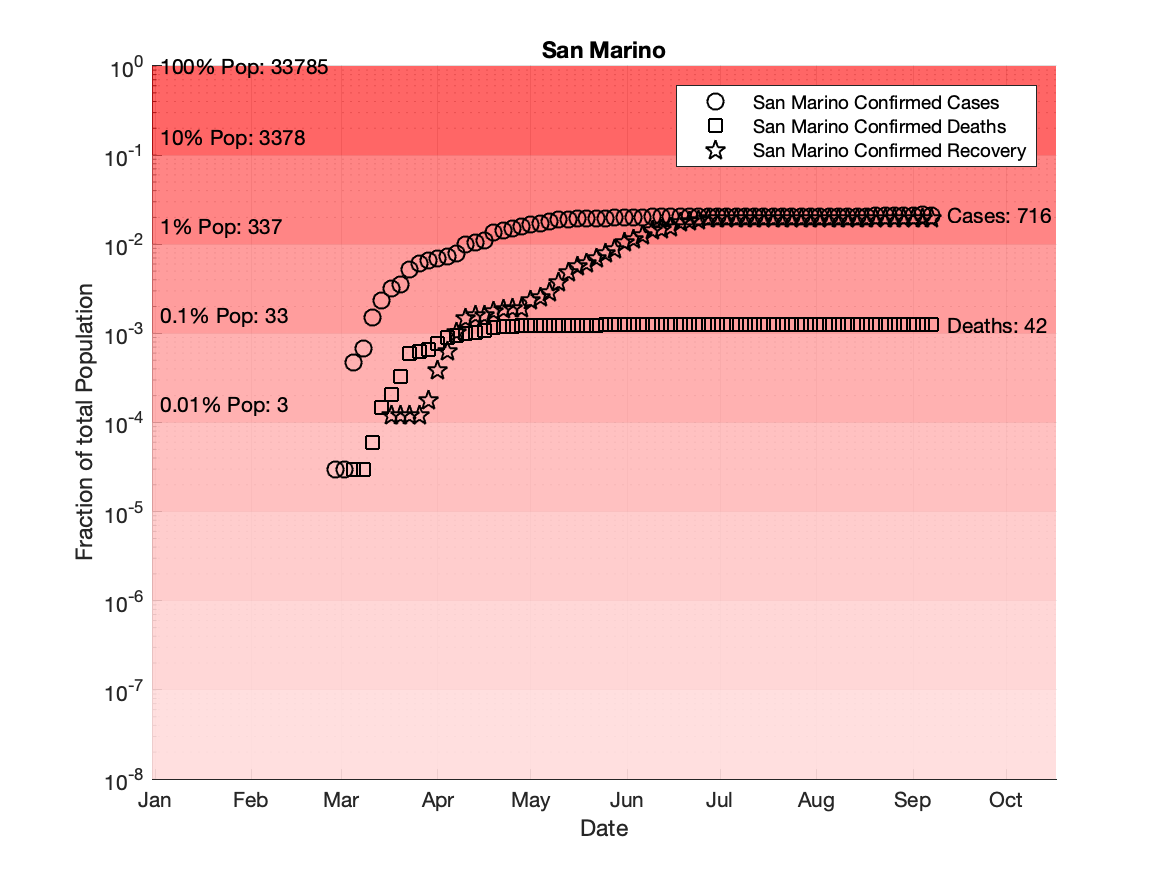 San Marino
10^0
100% Pop: 33785
San Marino Confirmed Cases
San Marino Confirmed Deaths
San Marino Confirmed Recovery
10% Pop: 3378
10^-1
1% Pop: 337
Cases: 716
10^-2
0.1% Pop: 33
Deaths: 42
10^-3
0.01% Pop: 3
10^-4
10^-5
10^-6
10^-7
10^-8
Fraction of total Population
Jan Feb Mar Apr May Jun Jul Aug Sep Oct
Date